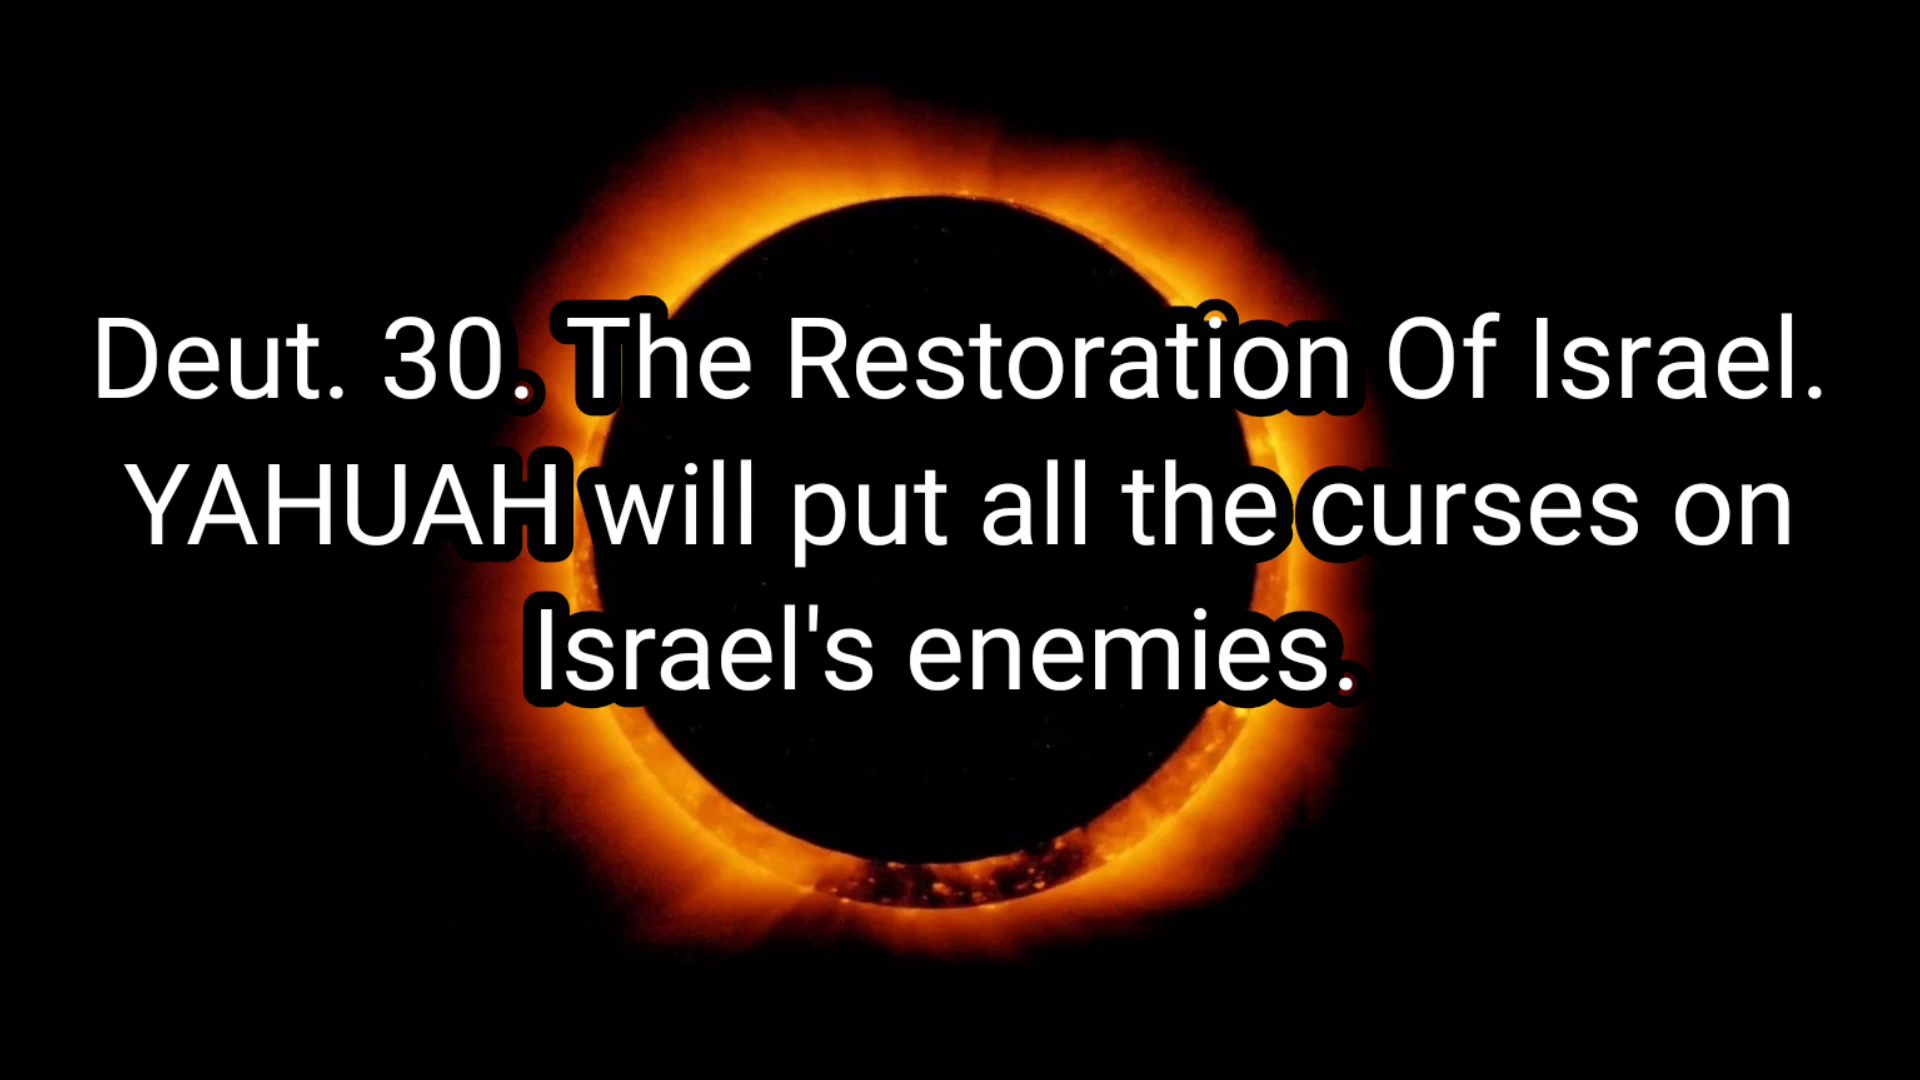 Deut. 30. The Restoration Of Israel.
YAHUAH will put all the curses on
Israel's enemies.